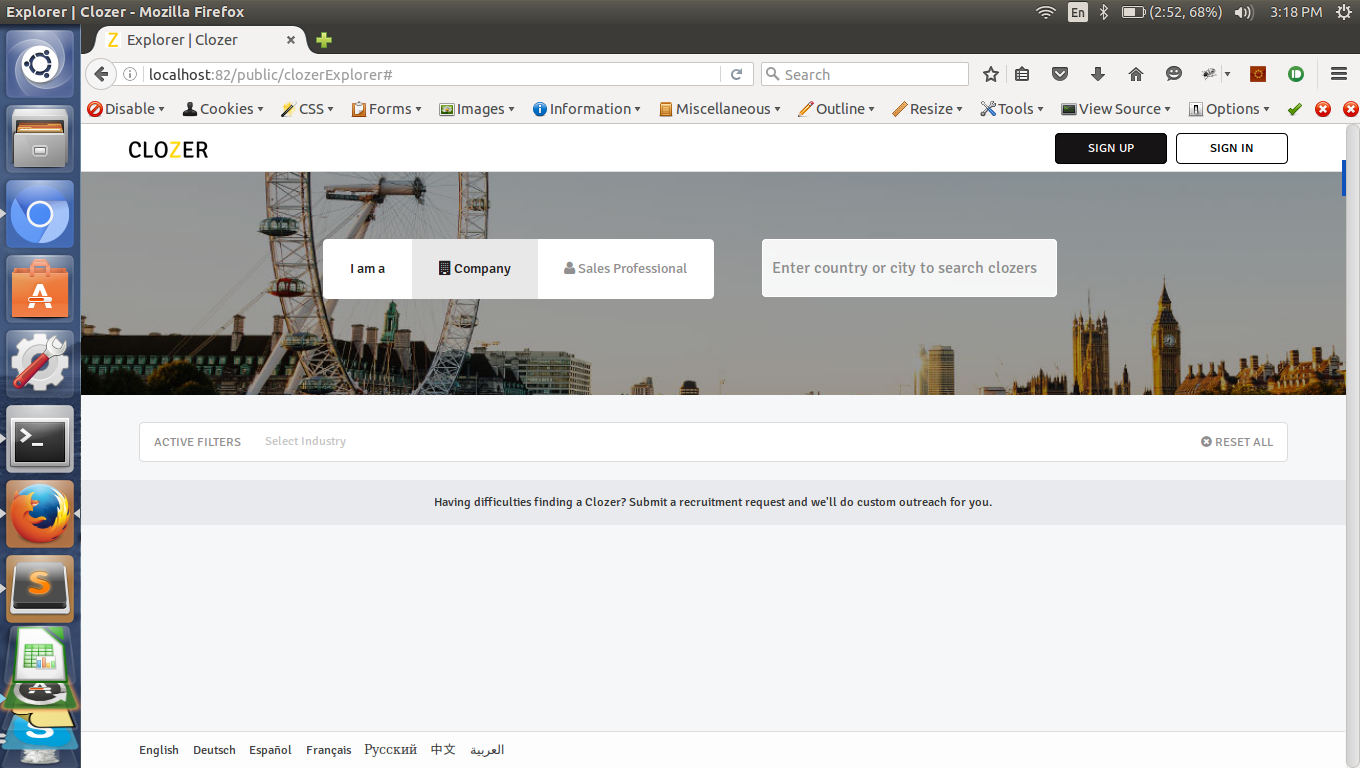 Explorer | Clozer - Mozilla Firefox
En (2:52, 68%) 3:18 PM
Z Explorer | Clozer
localhost:82/public/clozerExplorer#
Search
Disable Cookies CSS Forms Images Information Miscellaneous Outline Resize Tools View Source Options
CLOZER
SIGN UP SIGN IN
I am a Company Sales Professional
Enter country or city to search clozers
ACTIVE FILTERS Select Industry RESET ALL
Having difficulties finding a Clozer? Submit a recruitment request and we'll do custom outreach for you.
English Deutsch Español Français Русский 中文 العربية